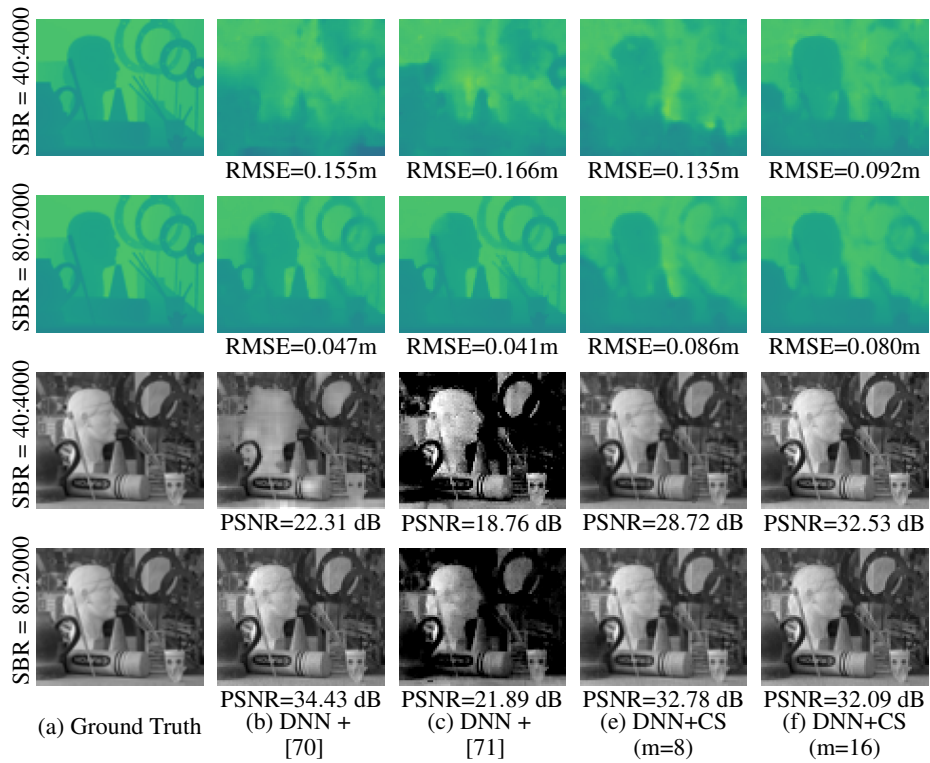 SBR = 40:4000
RMSE=0.155m RMSE=0.166m RMSE=0.135m RMSE=0.092m
SBR = 80:2000
RMSE=0.047m RMSE=0.041m RMSE=0.086m RMSE=0.080m
SBR = 40:4000
PSNR=22.31 dB PSNR=18.76 dB PSNR=28.72 dB PSNR=32.53 dB
SBR = 80:2000
PSNR=34.43 dB PSNR=21.89 dB PSNR=32.78 dB PSNR=32.09 dB
(a) Ground Truth (b) DNN + (c) DNN + (e) DNN+CS (f) DNN+CS
[70] [71] (m=8) (m=16)